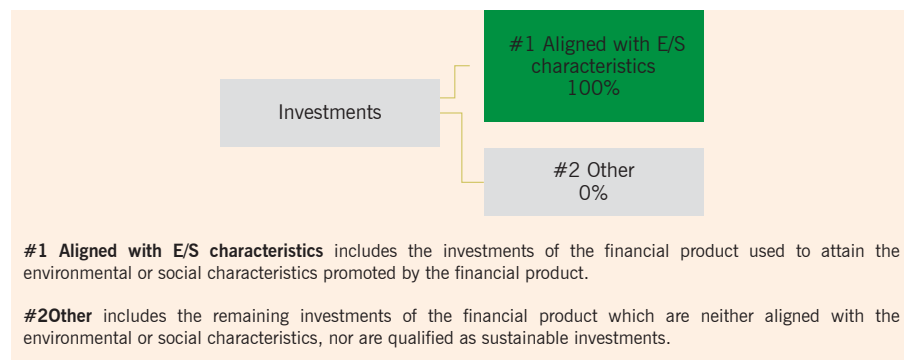 #1 Aligned with E/S
characteristics
100%
Investments
#2 Other
0%
#1 Aligned with E/S characteristics includes the investments of the financial product used to attain the
environmental or social characteristics promoted by the financial product.
#2Other includes the remaining investments of the financial product which are neither aligned with the
environmental or social characteristics, nor are qualified as sustainable investments.